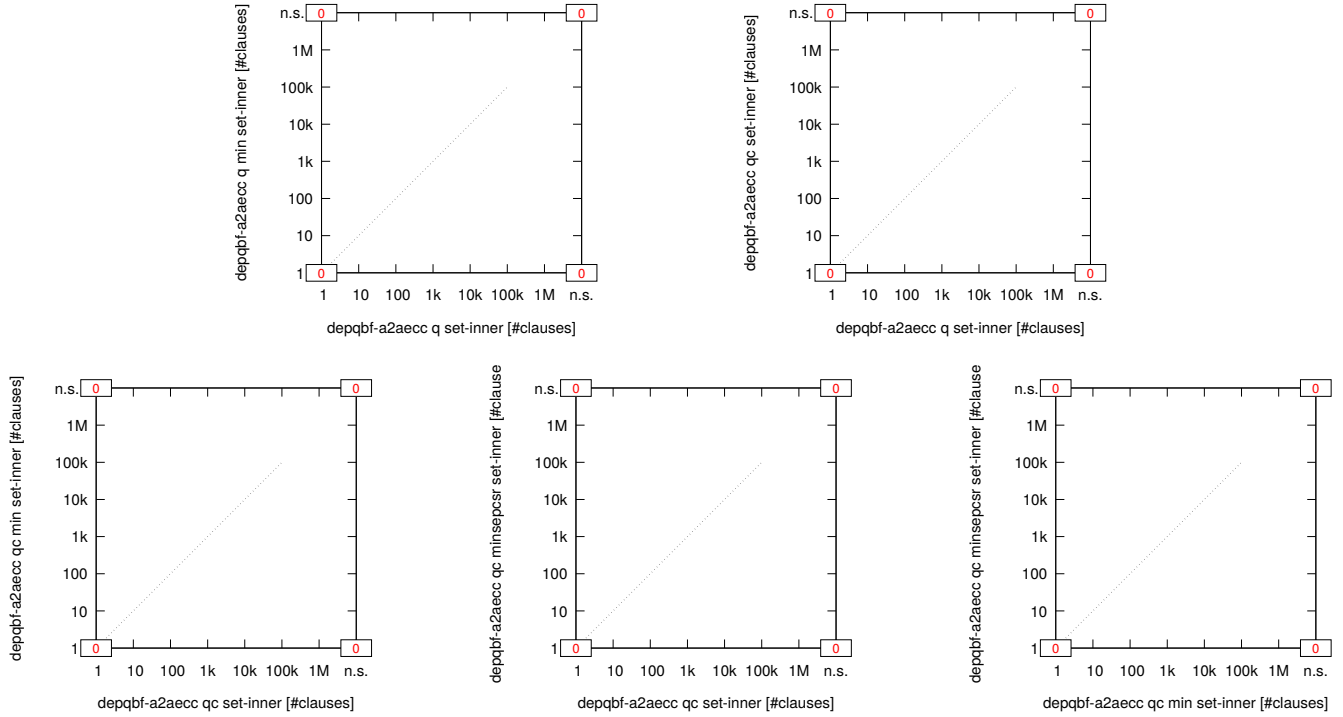 n.s. 0 0
1M
100k
10k
1k
100
10
1 0 0
1 10 100 1k 10k 100k 1M n.s.
depqbf-a2aecc q min set-inner [#clauses]
depqbf-a2aecc q set-inner [#clauses]
n.s. 0 0
1M
100k
10k
1k
100
10
1 0 0
1 10 100 1k 10k 100k 1M n.s.
depqbf-a2aecc qc set-inner [#clauses]
depqbf-a2aecc q set-inner [#clauses]
n.s. 0 0
1M
100k
10k
1k
100
10
1 0 0
1 10 100 1k 10k 100k 1M n.s.
depqbf-a2aecc qc min set-inner [#clauses]
depqbf-a2aecc qc set-inner [#clauses]
n.s. 0 0
1M
100k
10k
1k
100
10
1 0 0
1 10 100 1k 10k 100k 1M n.s.
depqbf-a2aecc qc minsepcsr set-inner [#clause
depqbf-a2aecc qc set-inner [#clauses]
n.s. 0 0
1M
100k
10k
1k
100
10
1 0 0
1 10 100 1k 10k 100k 1M n.s.
depqbf-a2aecc qc minsepcsr set-inner [#clause
depqbf-a2aecc qc min set-inner [#clauses]